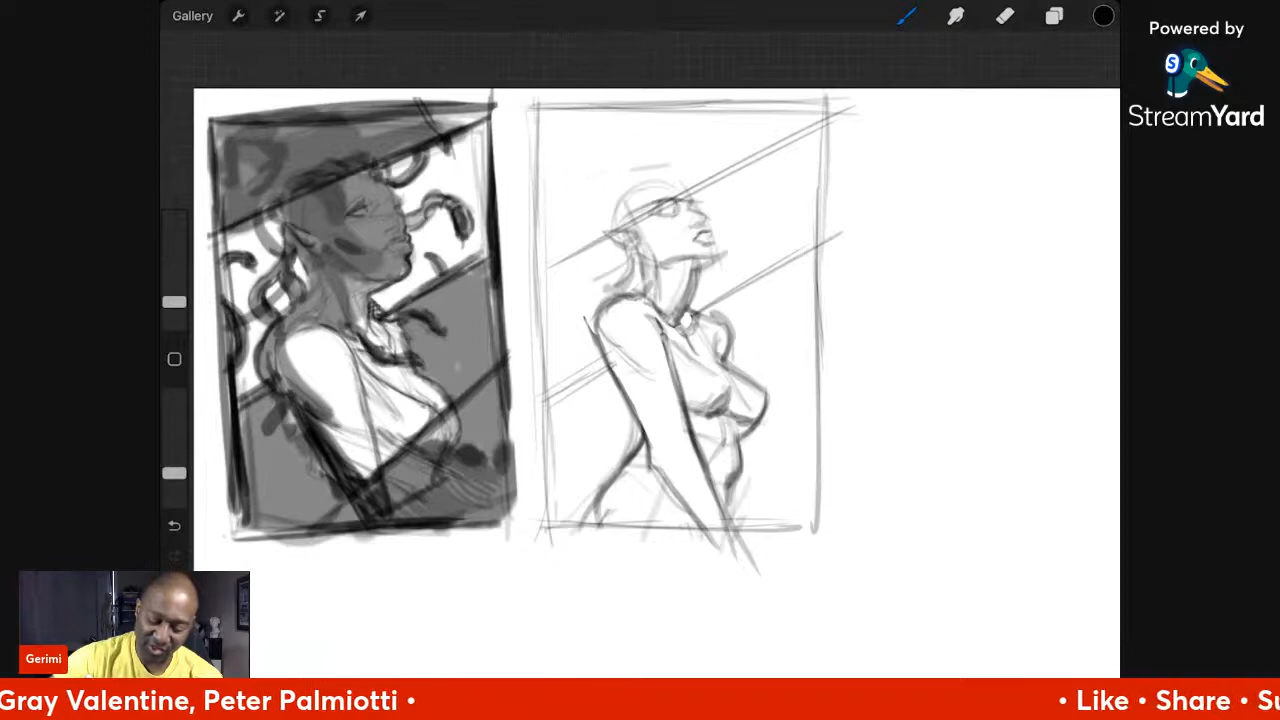 Gallery
Powered by
S
StreamYard
Gerimi
Gray Valentine, Peter Palmiotti •
• Like • Share • Su